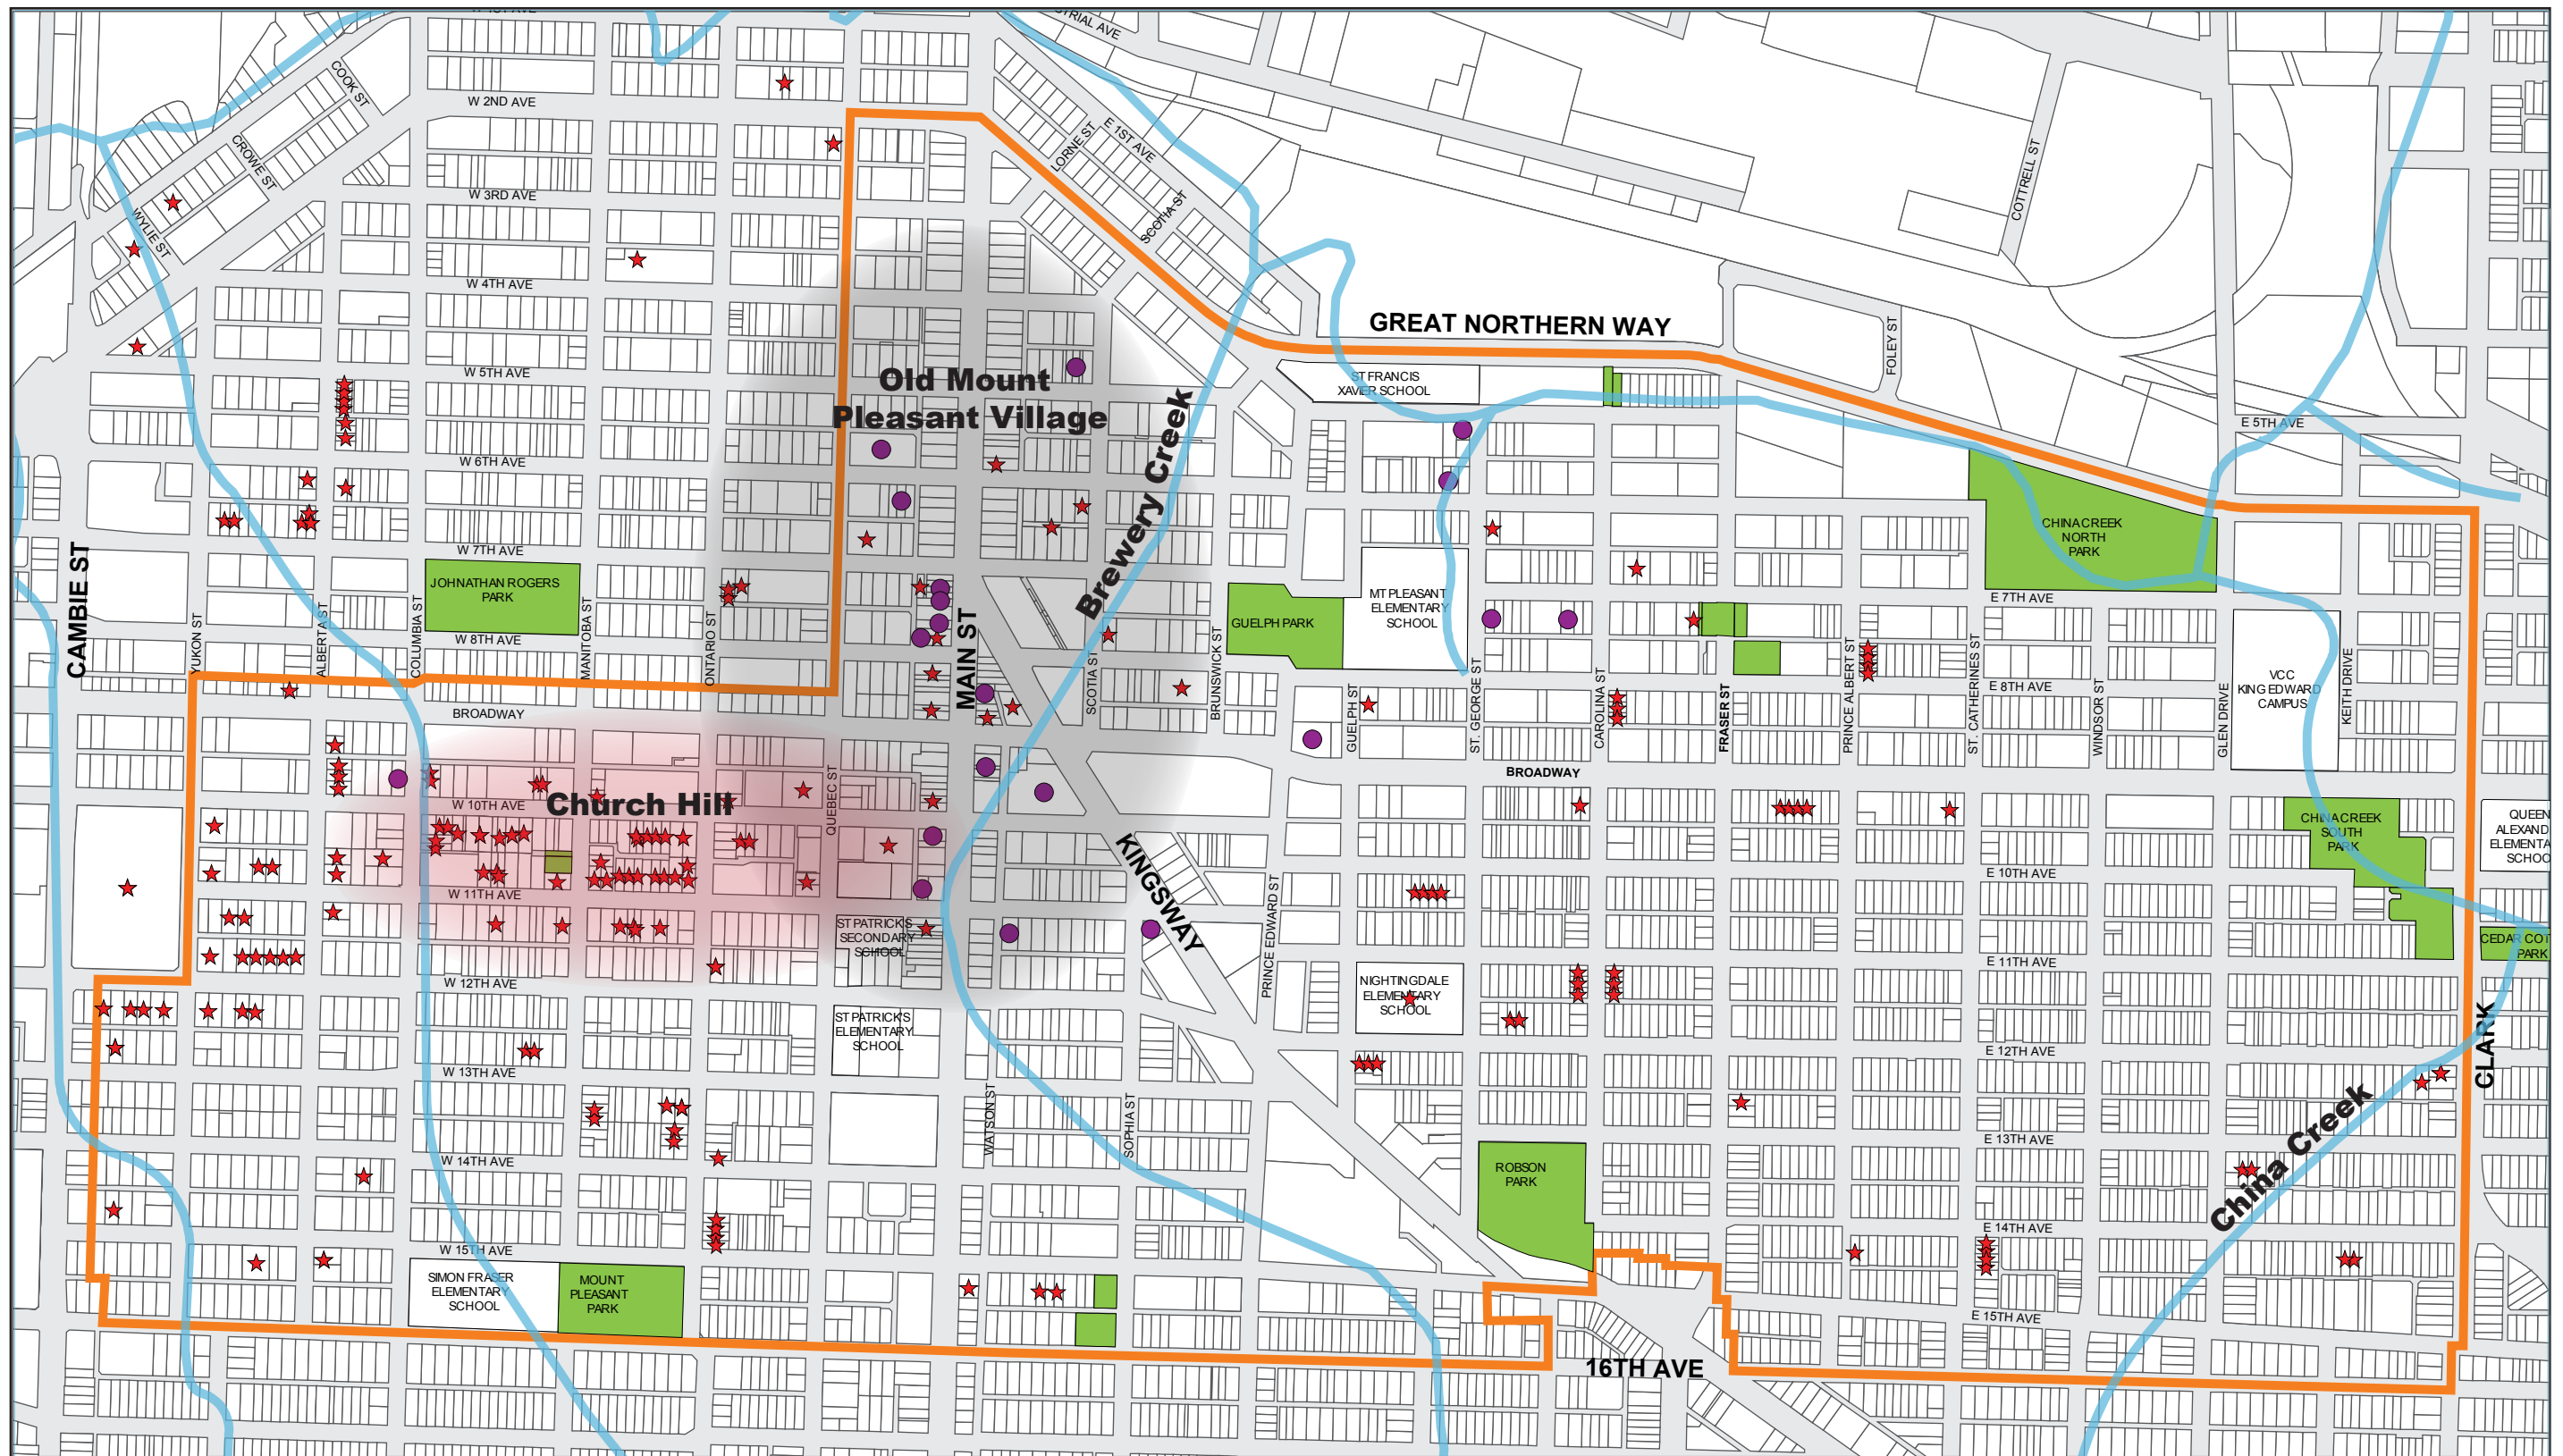 COOK ST
W 2ND AVE
CROWE ST
LORNE ST
E 1ST AVE
COTTRELL ST
W 3RD AVE
WYLIE ST
SCOTIA ST
W 4TH AVE
GREAT NORTHERN WAY
FOLEY ST
W 5TH AVE
Old Mount
Pleasant Village
ST FRANCIS
XAVIER SCHOOL
E 5TH AVE
W 6TH AVE
Brewery Creek
CHINA CREEK
NORTH
PARK
W 7TH AVE
CAMBIE ST
JOHNATHAN ROGERS
PARK
MT PLEASANT
ELEMENTARY
SCHOOL
GUELPH PARK
E 7TH AVE
YUKON ST
ALBERTA ST
COLUMBIA ST
W 8TH AVE
MANITOBA ST
ONTARIO ST
MAIN ST
SCOTIA ST
BRUNSWICK ST
GUELPH ST
ST. GEORGE ST
CAROLINA ST
FRASER ST
PRINCE ALBERT ST
ST. CATHERINES ST
E 8TH AVE
WINDSOR ST
GLEN DRIVE
VCC
KING EDWARD
CAMPUS
KEITH DRIVE
BROADWAY
BROADWAY
QUEBEC ST
Church Hill
W 10TH AVE
KINGSWAY
CHINA CREEK
SOUTH
PARK
QUEEN
ELEMENTA
SCHOO
E 10TH AVE
W 11TH AVE
PRINCE EDWARD ST
ST PATRICK'S
SECONDARY
SCHOOL
CEDAR COT
PARK
E 11TH AVE
W 12TH AVE
NIGHTINGDALE
ELEMENTARY
SCHOOL
ST PATRICK'S
ELEMENTARY
SCHOOL
CLARK
E 12TH AVE
W 13TH AVE
WATSON ST
SOPHIA ST
China Creek
E 13TH AVE
W 14TH AVE
ROBSON
PARK
E 14TH AVE
W 15TH AVE
SIMON FRASER
ELEMENTARY
SCHOOL
MOUNT
PLEASANT
PARK
E 15TH AVE
16TH AVE